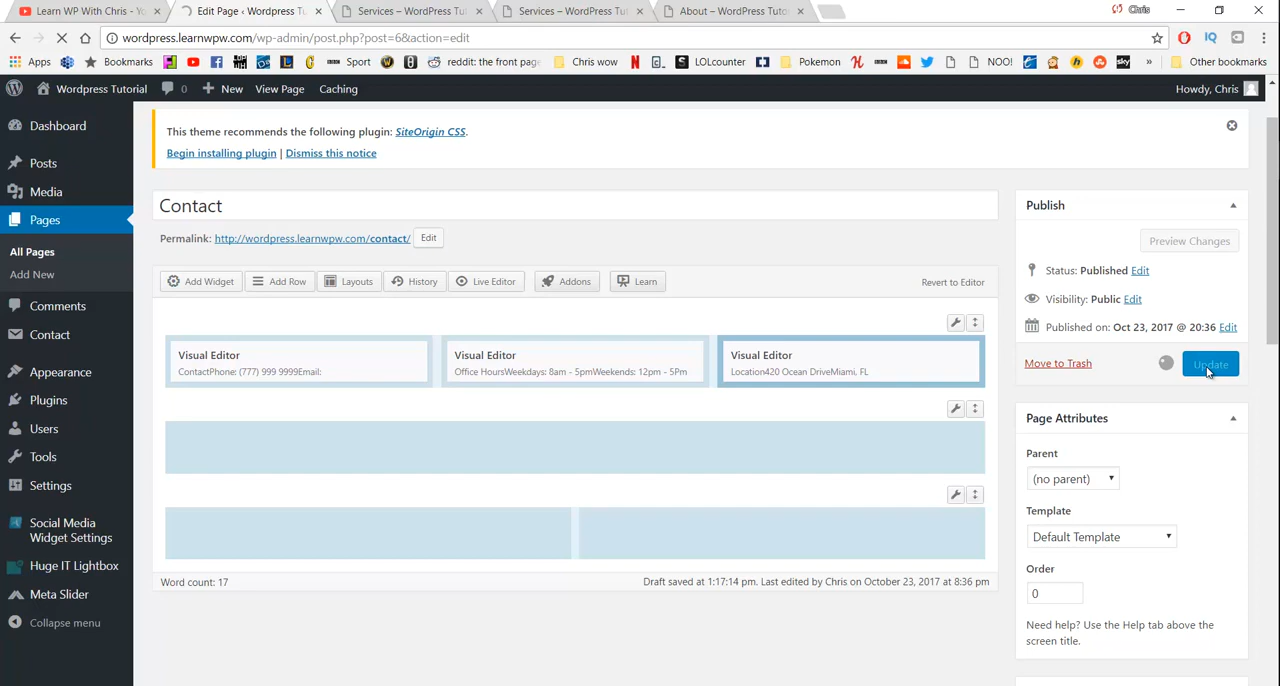 Learn WP With Chris - Yo
Edit Page ‹ Wordpress Tu
Services – WordPress Tut
Services – WordPress Tut
About – WordPress Tutor
Chris
wordpress.learnwpw.com/wp-admin/post.php?post=6&action=edit
Apps
Bookmarks
Sport
reddit: the front page
Chris wow
SLOLcounter
Pokemon
NOO!
sky
»
Other bookmarks
Wordpress Tutorial
0
New
View Page
Caching
Howdy, Chris
Dashboard
Posts
Media
Pages
All Pages
Add New
Comments
Contact
Appearance
Plugins
Users
Tools
Settings
Social Media
Widget Settings
Huge IT Lightbox
Meta Slider
Collapse menu
This theme recommends the following plugin: SiteOrigin CSS.
Begin installing plugin | Dismiss this notice
Contact
Permalink: http://wordpress.learnwpw.com/contact/ Edit
Add Widget
Add Row
Layouts
History
Live Editor
Addons
Learn
Revert to Editor
Visual Editor
ContactPhone: (777) 999 9999Email:
Visual Editor
Office HoursWeekdays: 8am - 5pmWeekends: 12pm - 5Pm
Visual Editor
Location420 Ocean DriveMiami, FL
Word count: 17
Draft saved at 1:17:14 pm. Last edited by Chris on October 23, 2017 at 8:36 pm
Publish
Preview Changes
Status: Published Edit
Visibility: Public Edit
Published on: Oct 23, 2017 @ 20:36 Edit
Move to Trash
Update
Page Attributes
Parent
(no parent)
Template
Default Template
Order
0
Need help? Use the Help tab above the
screen title.